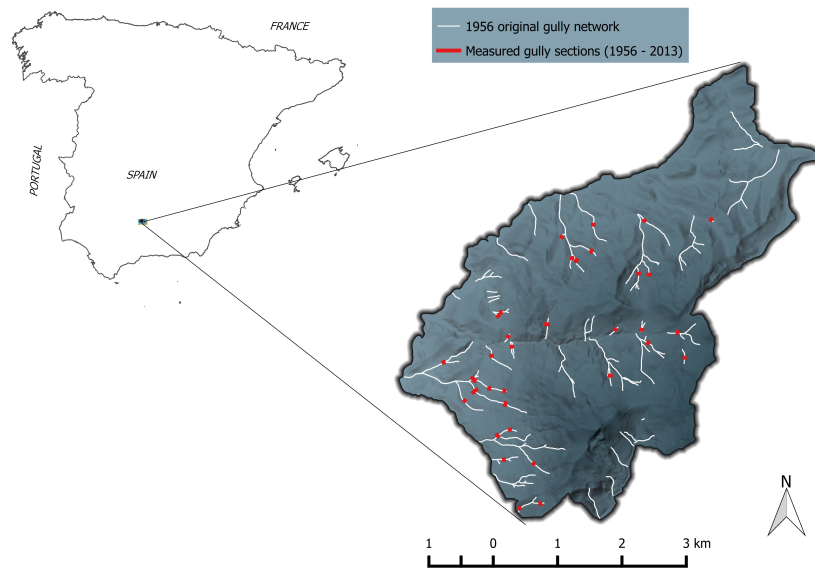 FRANCE
1956 original gully network
Measured gully sections (1956 - 2013)
PORTUGAL
SPAIN
N
1 0 1 2 3 km